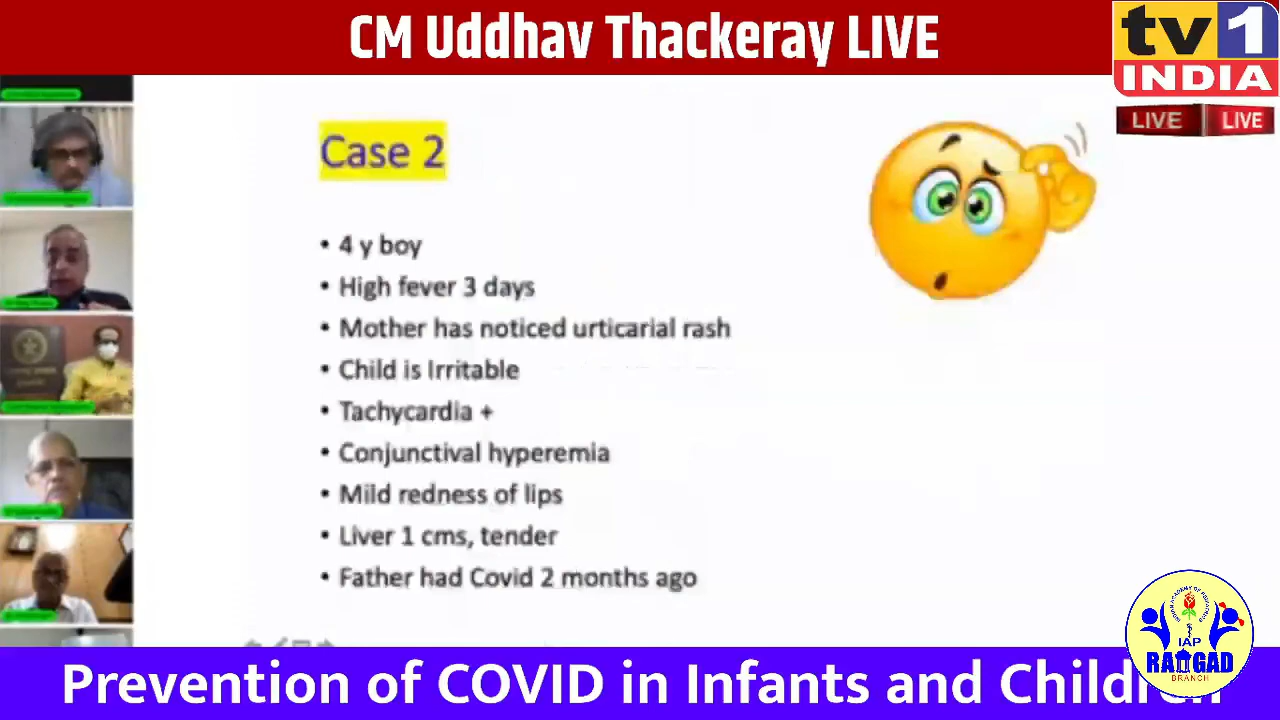 CM Uddhav Thackeray LIVE
tv1
INDIA
LIVE LIVE
Case 2
• 4 y boy
• High fever 3 days
• Mother has noticed urticarial rash
• Child is Irritable
• Tachycardia +
• Conjunctival hyperemia
• Mild redness of lips
• Liver 1 cms, tender
• Father had Covid 2 months ago
IAP
RAIGAD
BRANCH
Prevention of COVID in Infants and Children